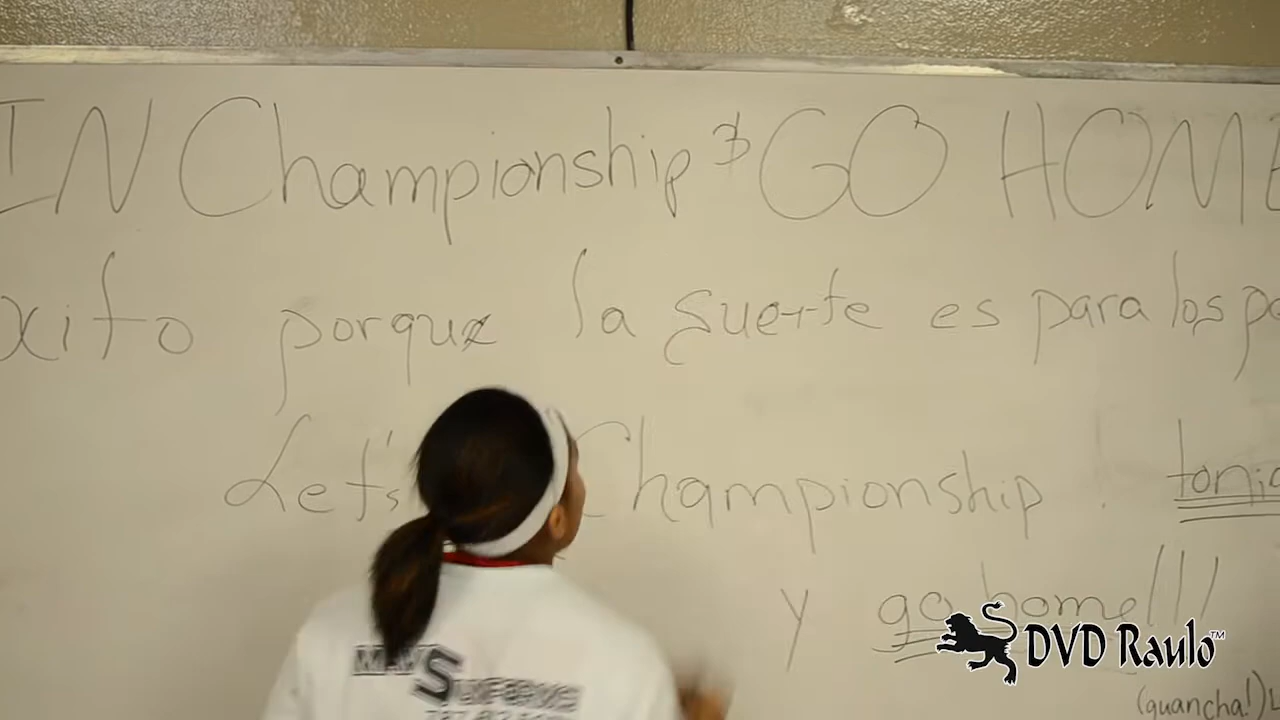 IN Championship & GO HOME
xito porque la suerte es para los pe
Let's Championship! tonig
y go home!!!
(guancha!)
DVD Raulo™